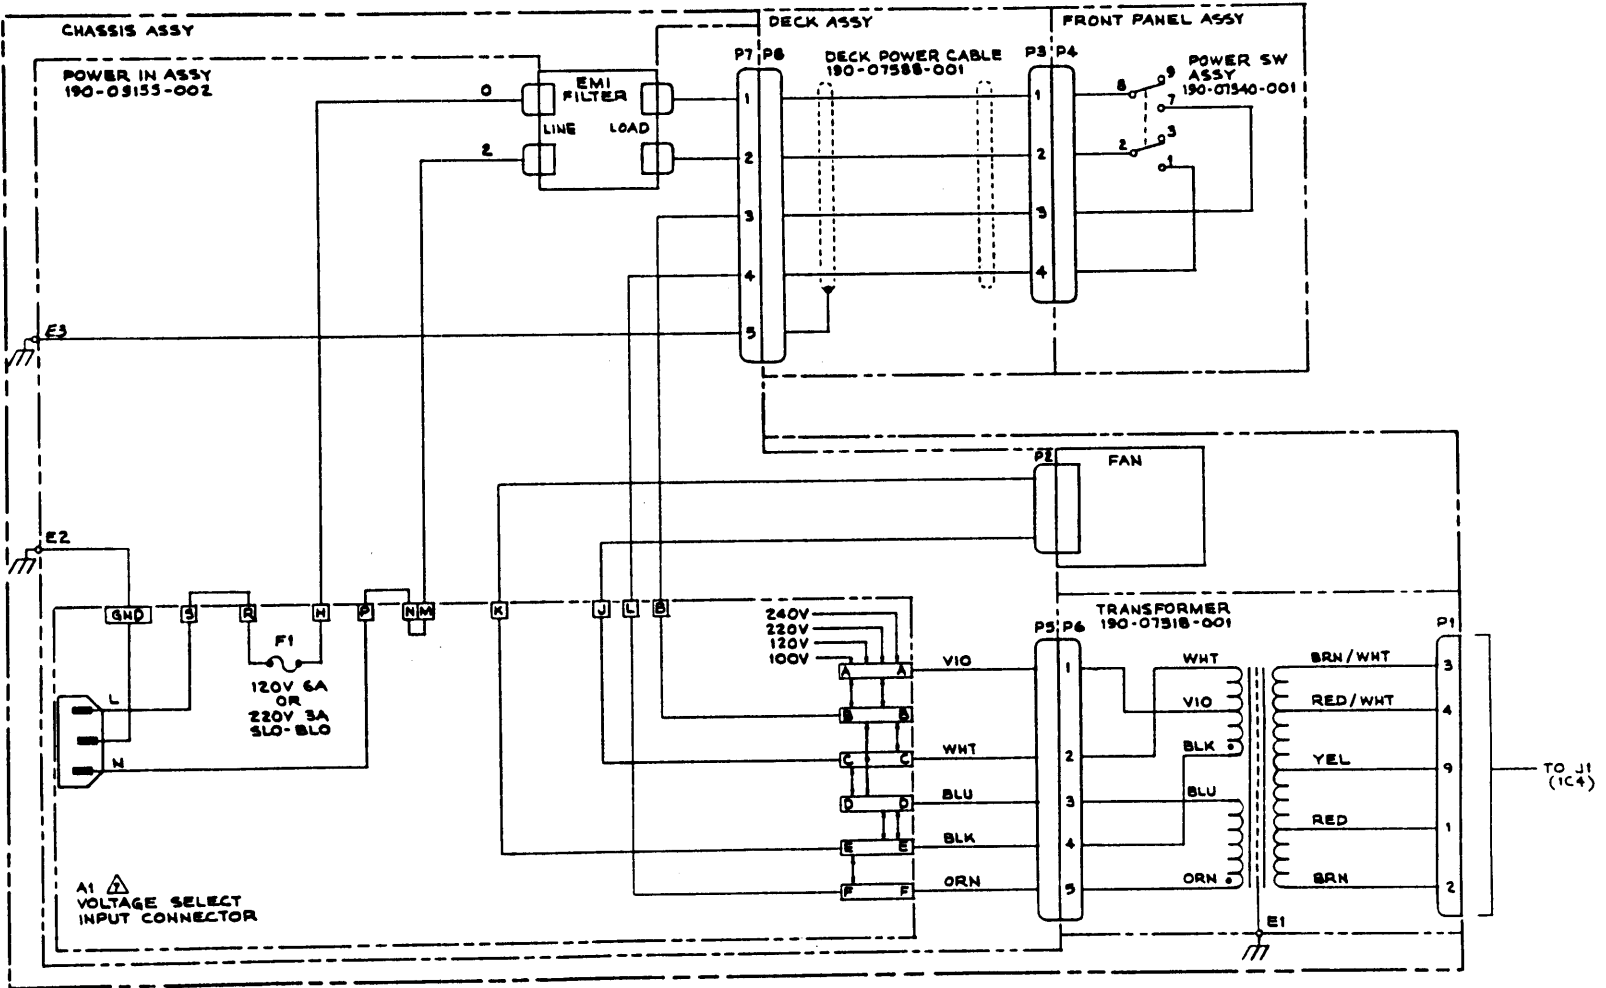 CHASSIS ASSY
DECK ASSY
FRONT PANEL ASSY
POWER IN ASSY
190-09155-002
EMI
FILTER
LINE LOAD
0
2
P7 P8
DECK POWER CABLE
190-07588-001
P3 P4
POWER SW
ASSY
190-07540-001
1
2
3
4
5
1
2
3
4
8
9
7
2
3
1
E3
E2
P2
FAN
GND
S
R
H
P
N
M
K
J
L
B
F1
120V 6A
OR
220V 3A
SLO-BLO
L
N
240V
220V
120V
100V
A A
B B
C C
D D
E E
F F
VIO
WHT
BLU
BLK
ORN
P5 P6
1
2
3
4
5
TRANSFORMER
190-07518-001
WHT
VIO
BLK
BLU
ORN
BRN/WHT
RED/WHT
YEL
RED
BRN
P1
3
4
9
1
2
TO J1
(1C4)
E1
A1 7
VOLTAGE SELECT
INPUT CONNECTOR